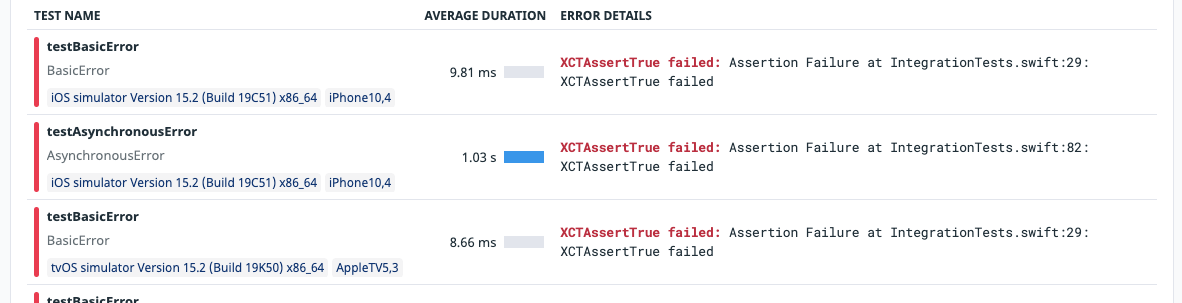 TEST NAME AVERAGE DURATION ERROR DETAILS
testBasicError
BasicError
iOS simulator Version 15.2 (Build 19C51) x86_64 iPhone10,4
9.81 ms
XCTAssertTrue failed: Assertion Failure at IntegrationTests.swift:29:
XCTAssertTrue failed
testAsynchronousError
AsynchronousError
iOS simulator Version 15.2 (Build 19C51) x86_64 iPhone10,4
1.03 s
XCTAssertTrue failed: Assertion Failure at IntegrationTests.swift:82:
XCTAssertTrue failed
testBasicError
BasicError
tvOS simulator Version 15.2 (Build 19K50) x86_64 AppleTV5,3
8.66 ms
XCTAssertTrue failed: Assertion Failure at IntegrationTests.swift:29:
XCTAssertTrue failed
testBasicError